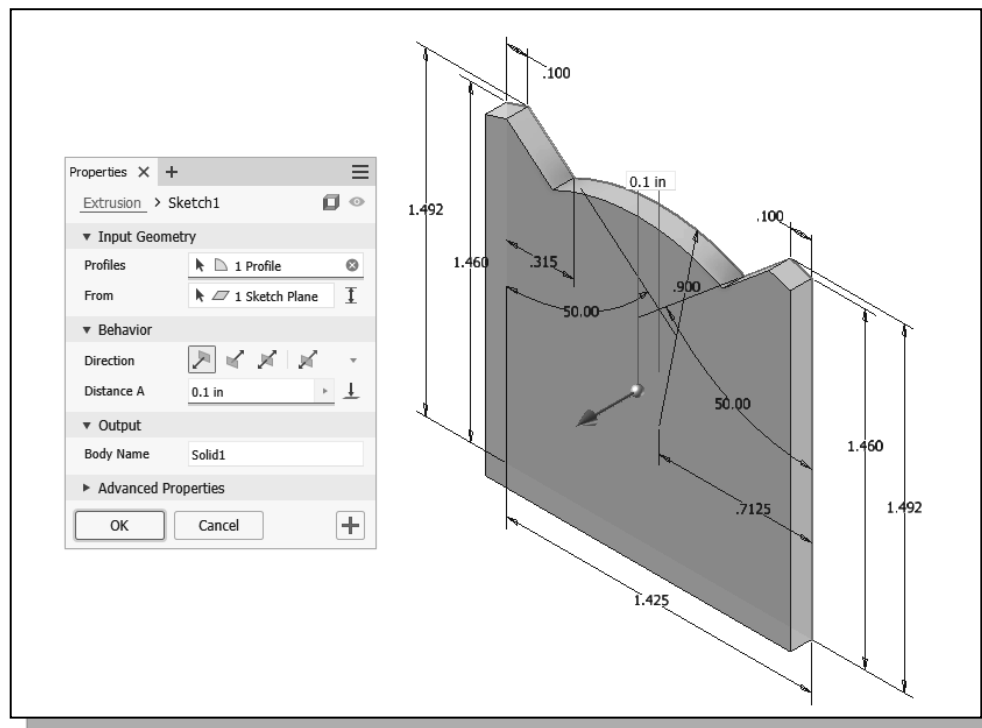 Properties
Extrusion > Sketch1
Input Geometry
Profiles 1 Profile
From 1 Sketch Plane
Behavior
Direction
Distance A 0.1 in
Output
Body Name Solid1
Advanced Properties
OK Cancel
.100
0.1 in
.100
1.492
1.460
.315
.900
50.00
50.00
1.460
1.492
.7125
1.425